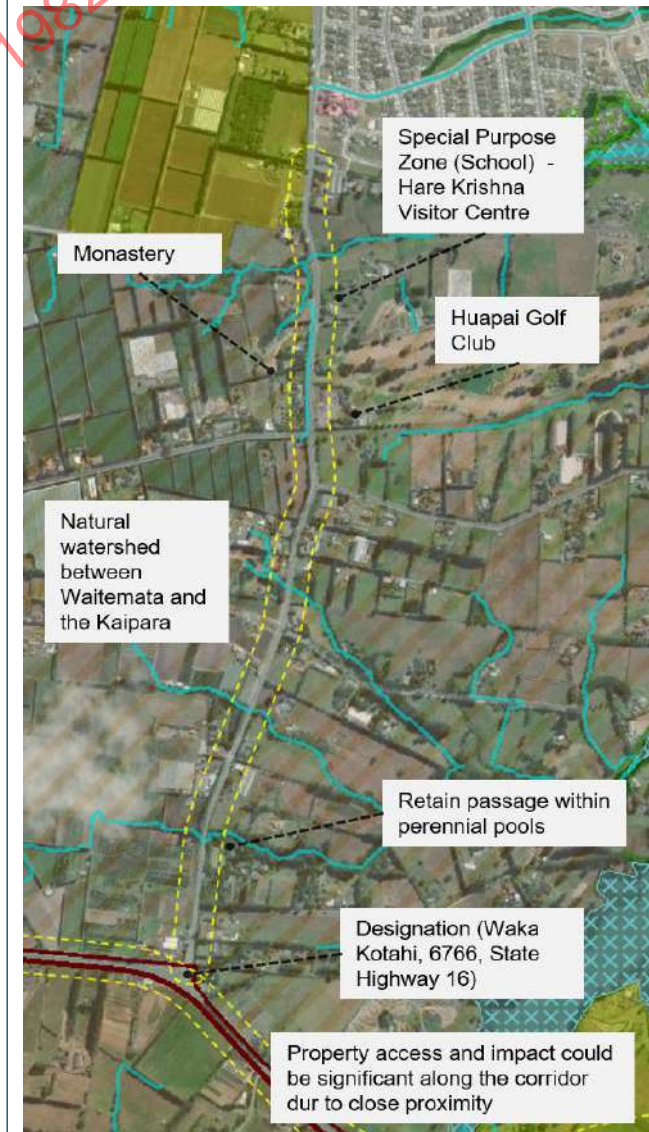 1982
Special Purpose
Zone (School) -
Hare Krishna
Visitor Centre
Monastery
Huapai Golf
Club
Natural
watershed
between
Waitemata and
the Kaipara
Retain passage within
perennial pools
Designation (Waka
Kotahi, 6766, State
Highway 16)
Property access and impact could
be significant along the corridor
dur to close proximity